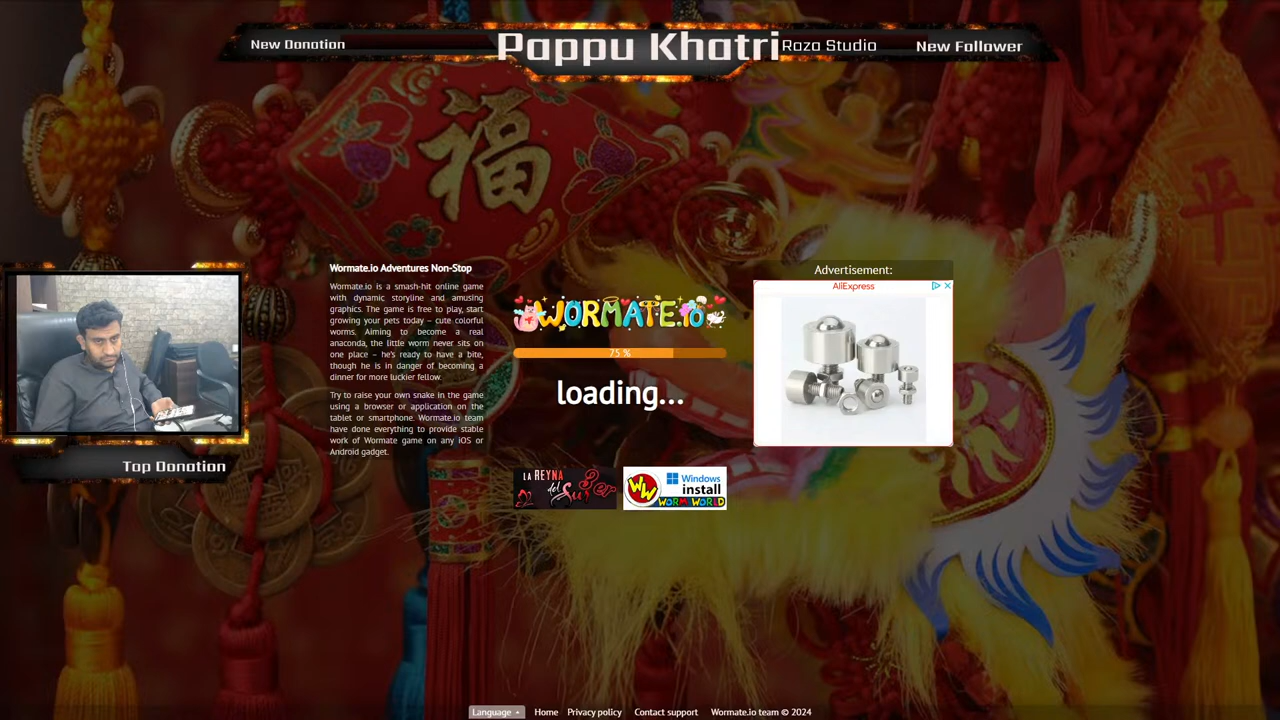 New Donation
Pappu Khatri
Raza Studio
New Follower
福
平
Wormate.io Adventures Non-Stop
Wormate.io is a smash-hit online game
with dynamic storyline and amusing
graphics. The game is free to play, start
growing your pets today – cute colorful
worms. Aiming to become a real
anaconda, the little worm never sits on
one place – he's ready to have a bite,
though he is in danger of becoming a
dinner for more luckier fellow.
Try to raise your own snake in the game
using a browser or application on the
tablet or smartphone. Wormate.io team
have done everything to provide stable
work of Wormate game on any iOS or
Android gadget.
WORMATE.io
75 %
loading...
LA REYNA
del Sur
Windows
install
WORMWORLD
Advertisement:
AliExpress
Top Donation
Language
Home
Privacy policy
Contact support
Wormate.io team © 2024